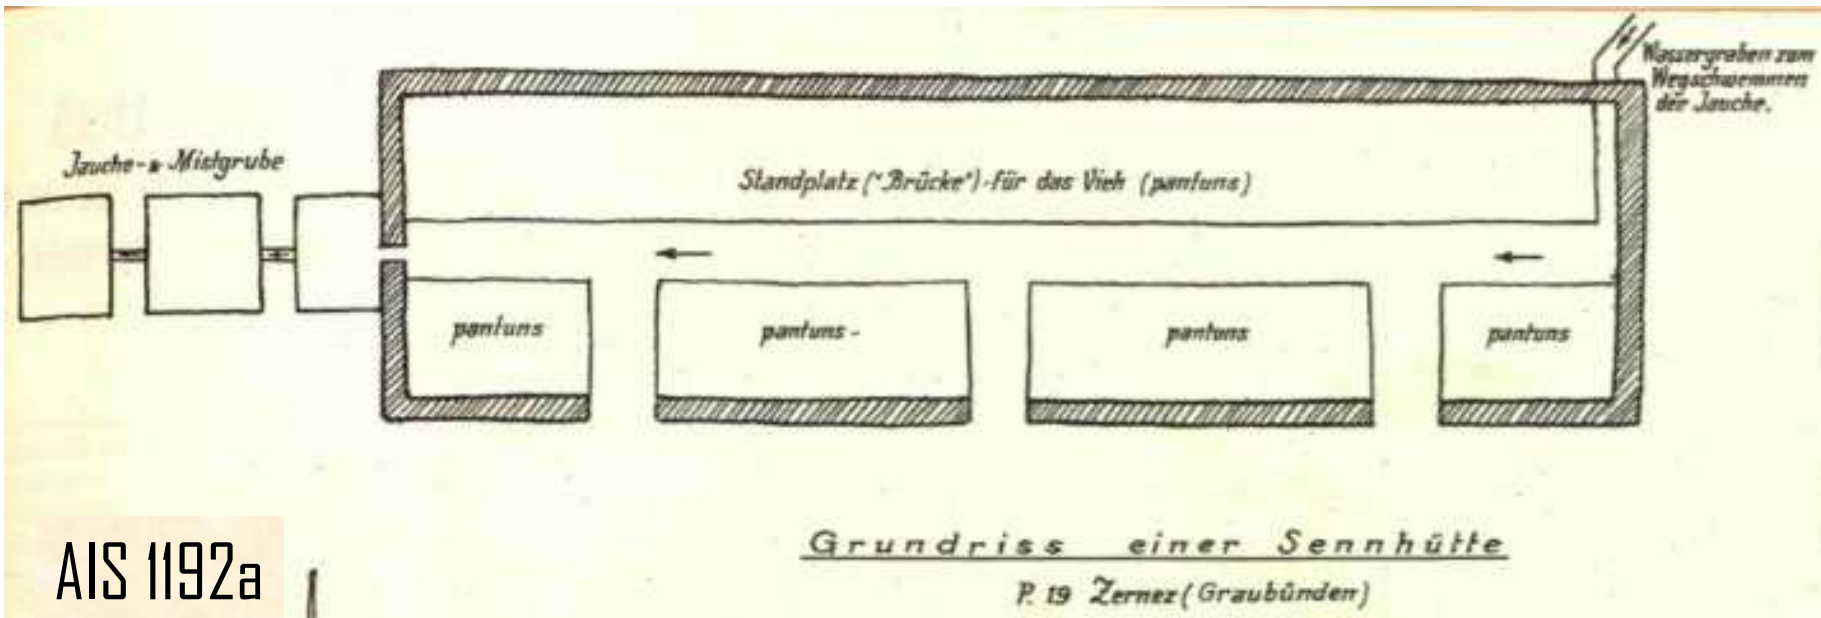 Wassergraben zum
Wegschwemmen
der Jauche.
Jauche- & Mistgrube
Standplatz ("Brücke")-für das Vieh (pantuns)
pantuns
pantuns -
pantuns
pantuns
Grundriss einer Sennhütte
P. 19 Zernez (Graubünden)
AIS 1192a